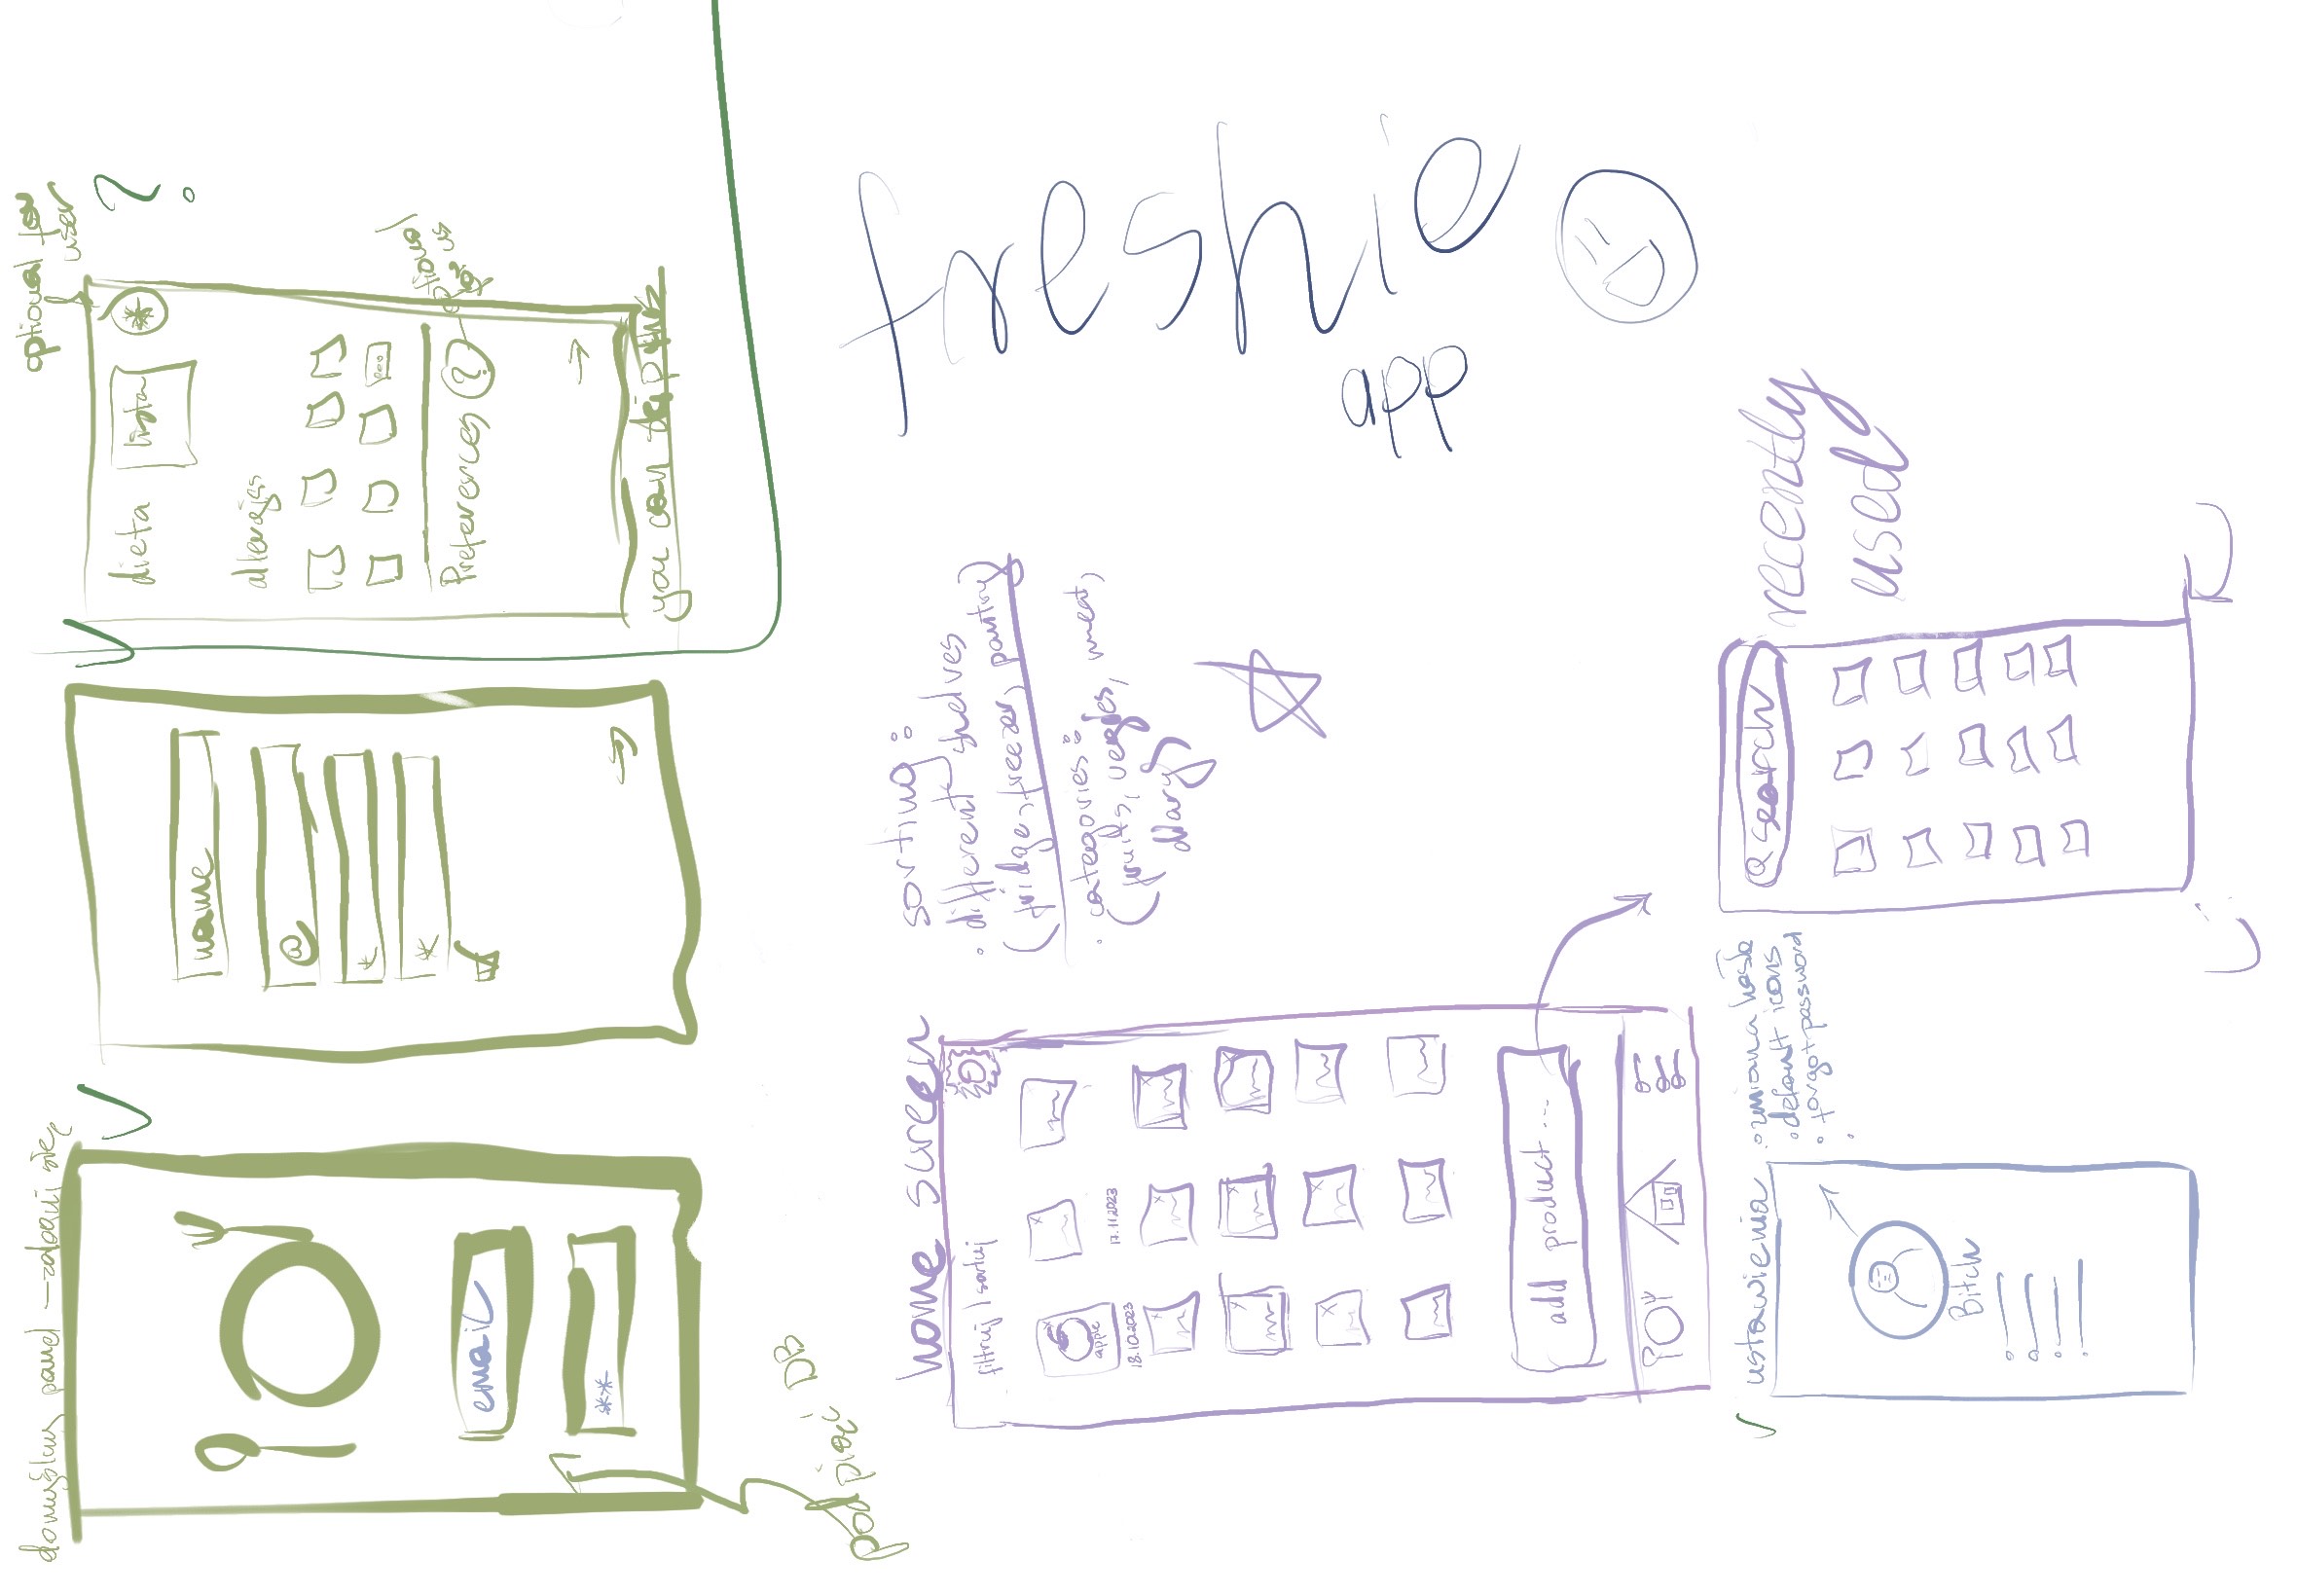 domyślny panel – zaloguj się
email
**
podpiąć DB
name
@
*
*
optional for
user
dieta
lista
*
?
allergies
...
Preferences ?
optional
for us
you can skip this
home screen
filtruj / sortuj
apple
18.10.2023
17.11.2023
add product...
sorting:
• different shelves
(fridge, freezer, pantry)
• categories:
(fruits, veggies, meat,
diary)
freship
app
ustawienia
• zmiana hasła
• default icons
• forgot password
•
Bitch
search
recently
used